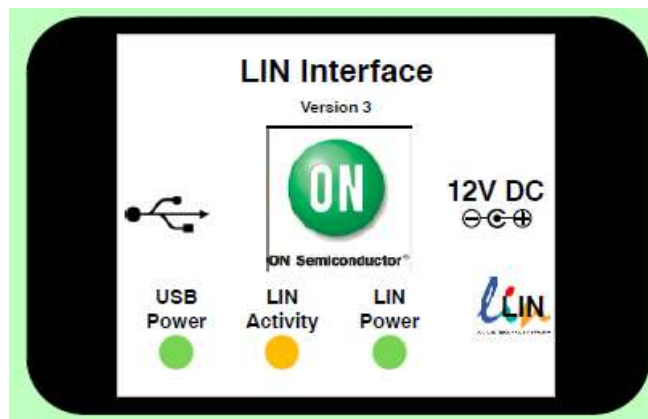 LIN Interface
Version 3
ON
ON Semiconductor®
12V DC
USB Power
LIN Activity
LIN Power
LIN